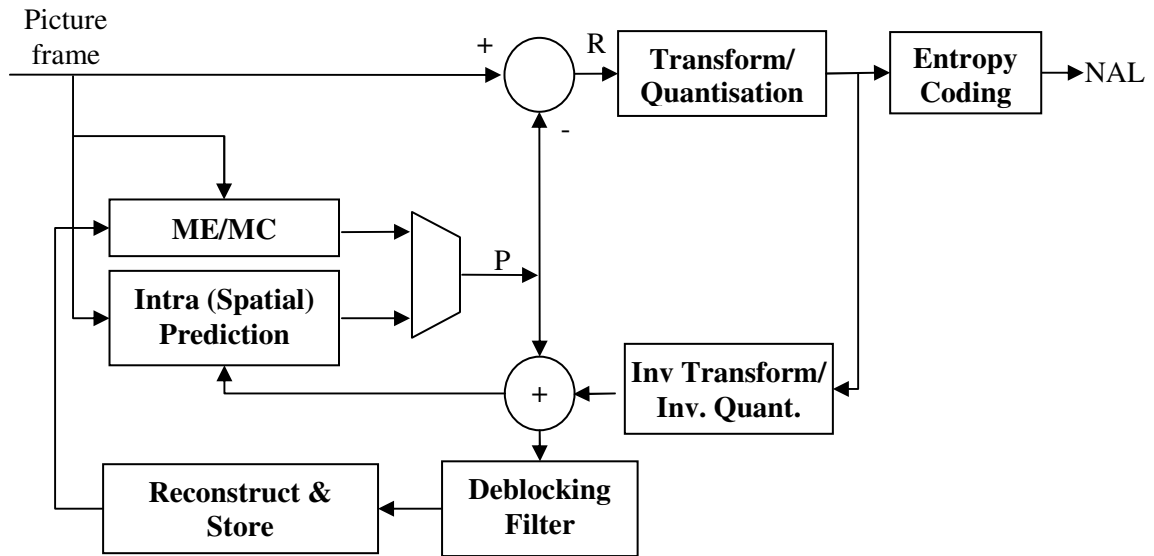 Picture
frame
+
R
Transform/
Quantisation
Entropy
Coding
NAL
-
ME/MC
P
Intra (Spatial)
Prediction
+
Inv Transform/
Inv. Quant.
Reconstruct &
Store
Deblocking
Filter